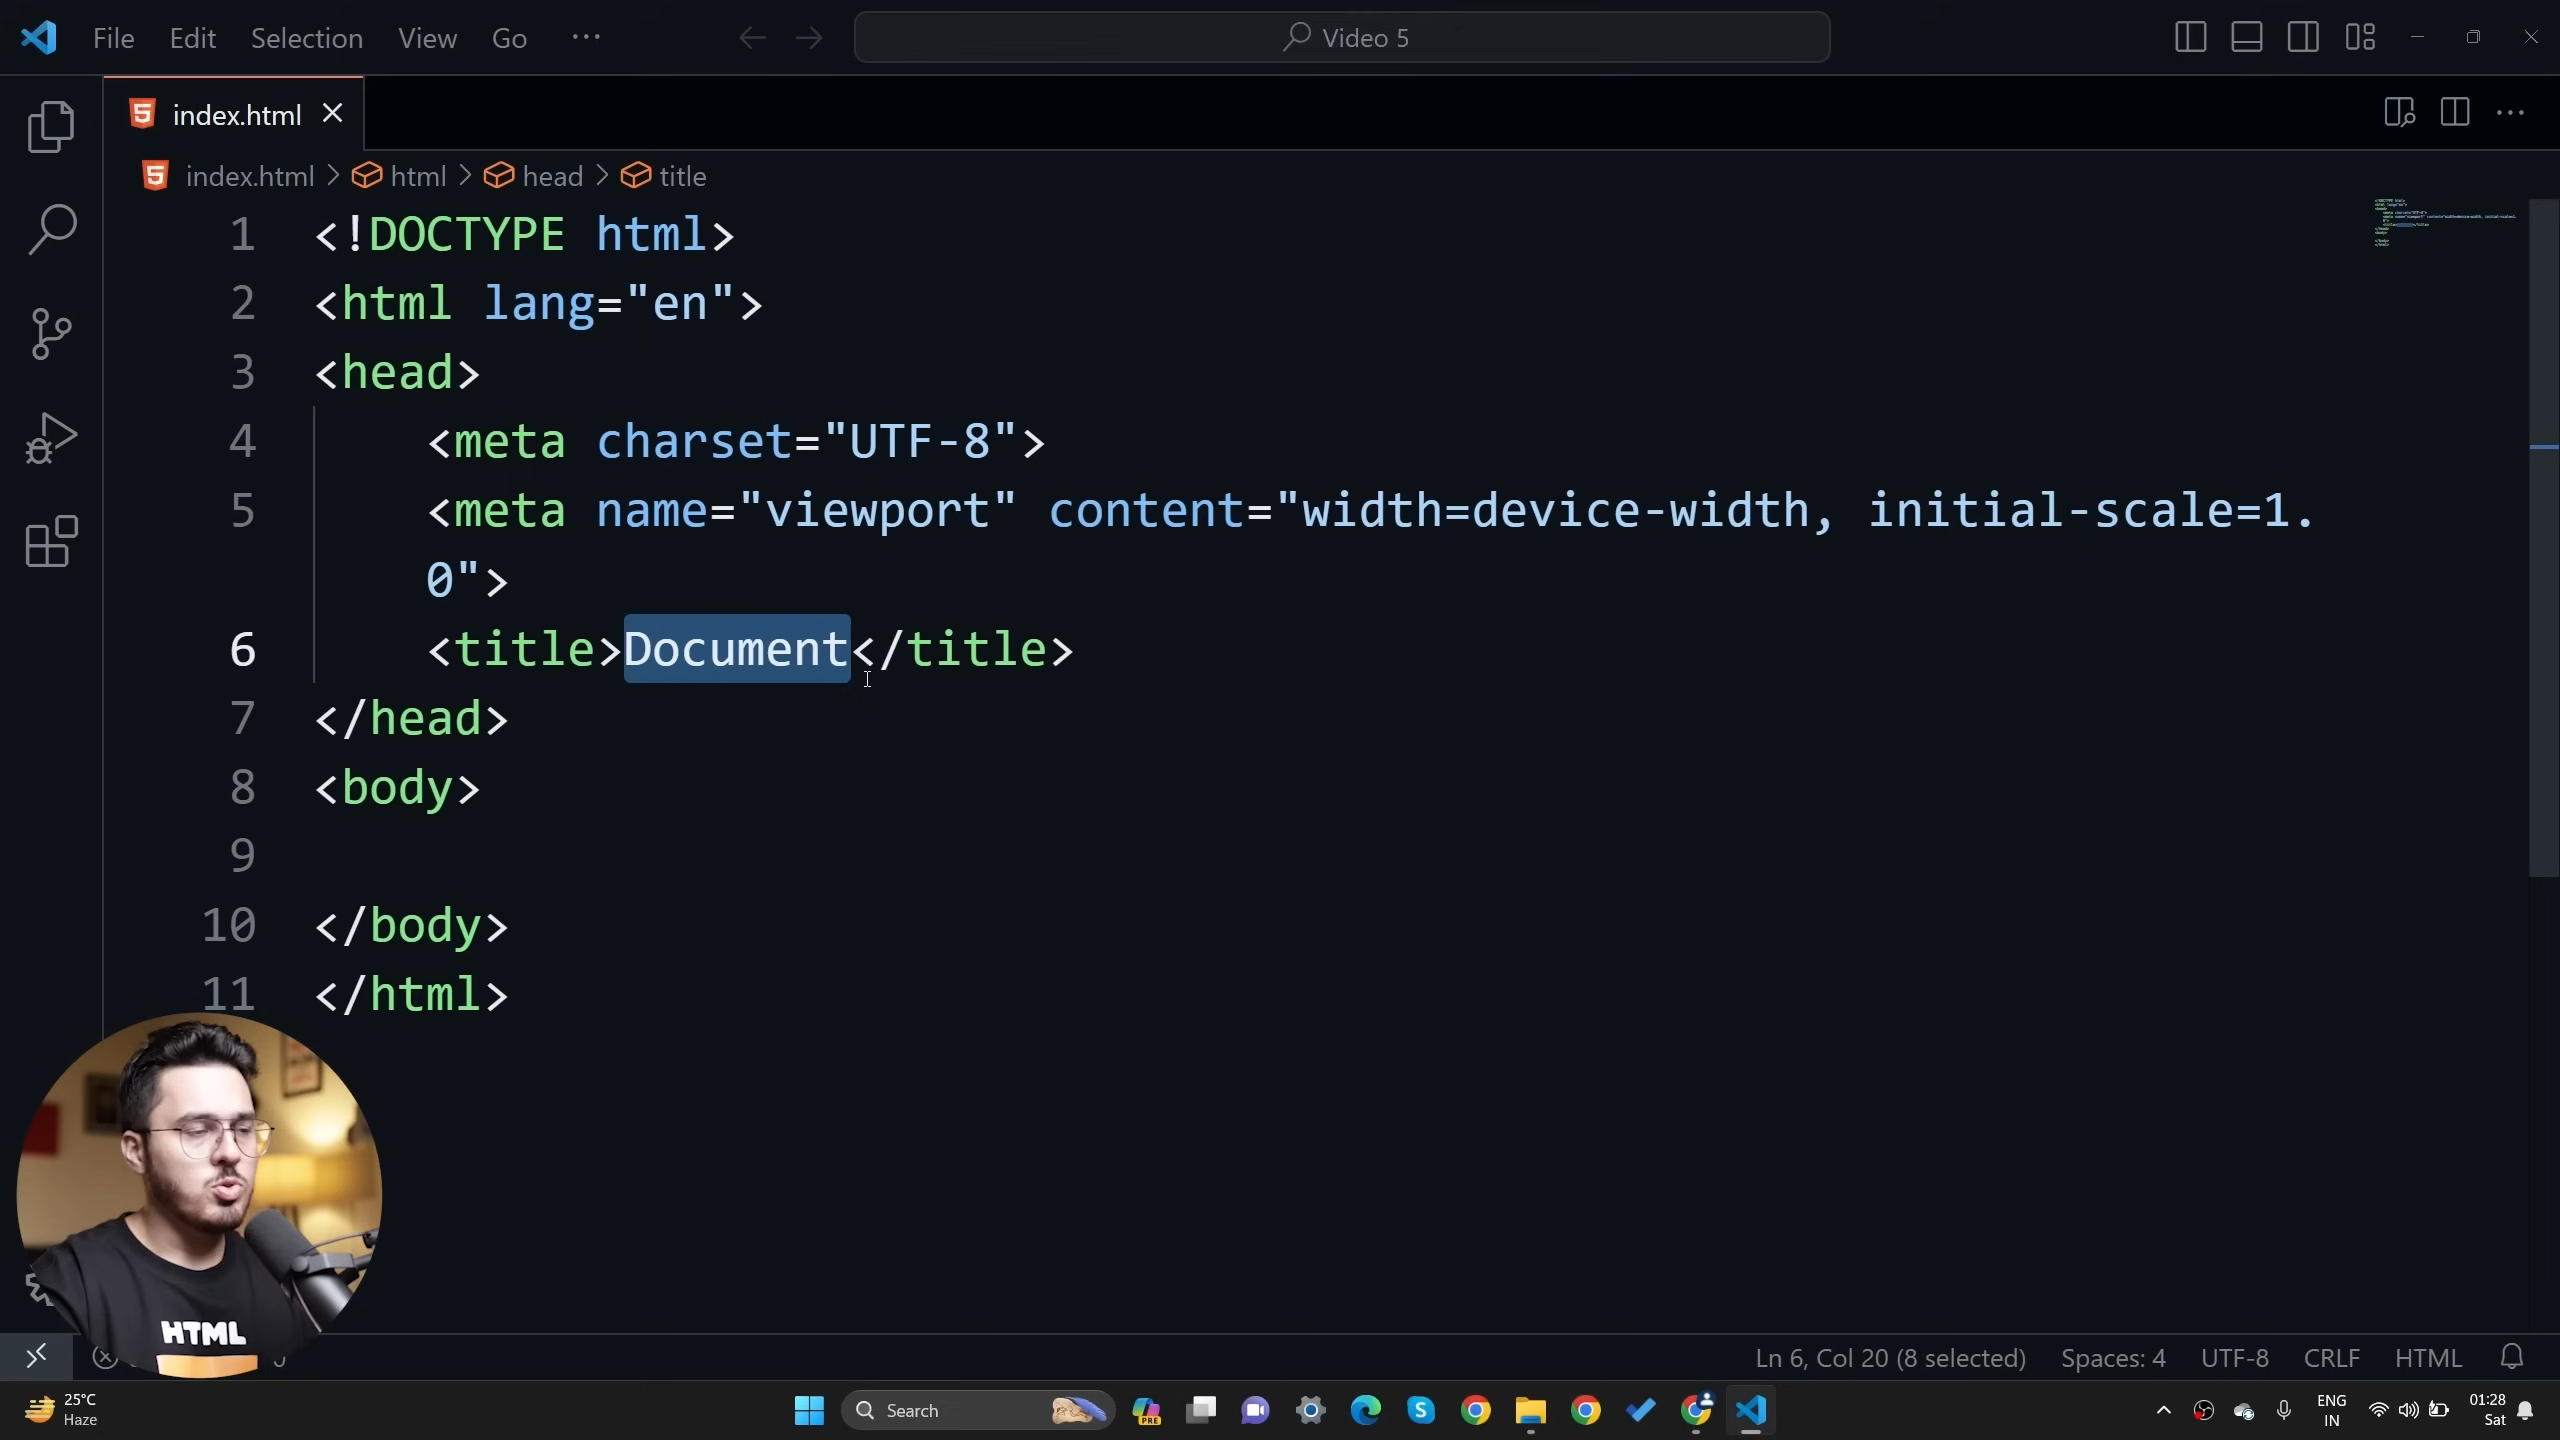 File Edit Selection View Go ··· Video 5
index.html
index.html > html > head > title
1 <!DOCTYPE html>
2 <html lang="en">
3 <head>
4 <meta charset="UTF-8">
5 <meta name="viewport" content="width=device-width, initial-scale=1.
0">
6 <title>Document</title>
7 </head>
8 <body>
9
10 </body>
11 </html>
HTML
Ln 6, Col 20 (8 selected) Spaces: 4 UTF-8 CRLF HTML
25°C
Haze
Search
PRE
ENG
IN
01:28
Sat